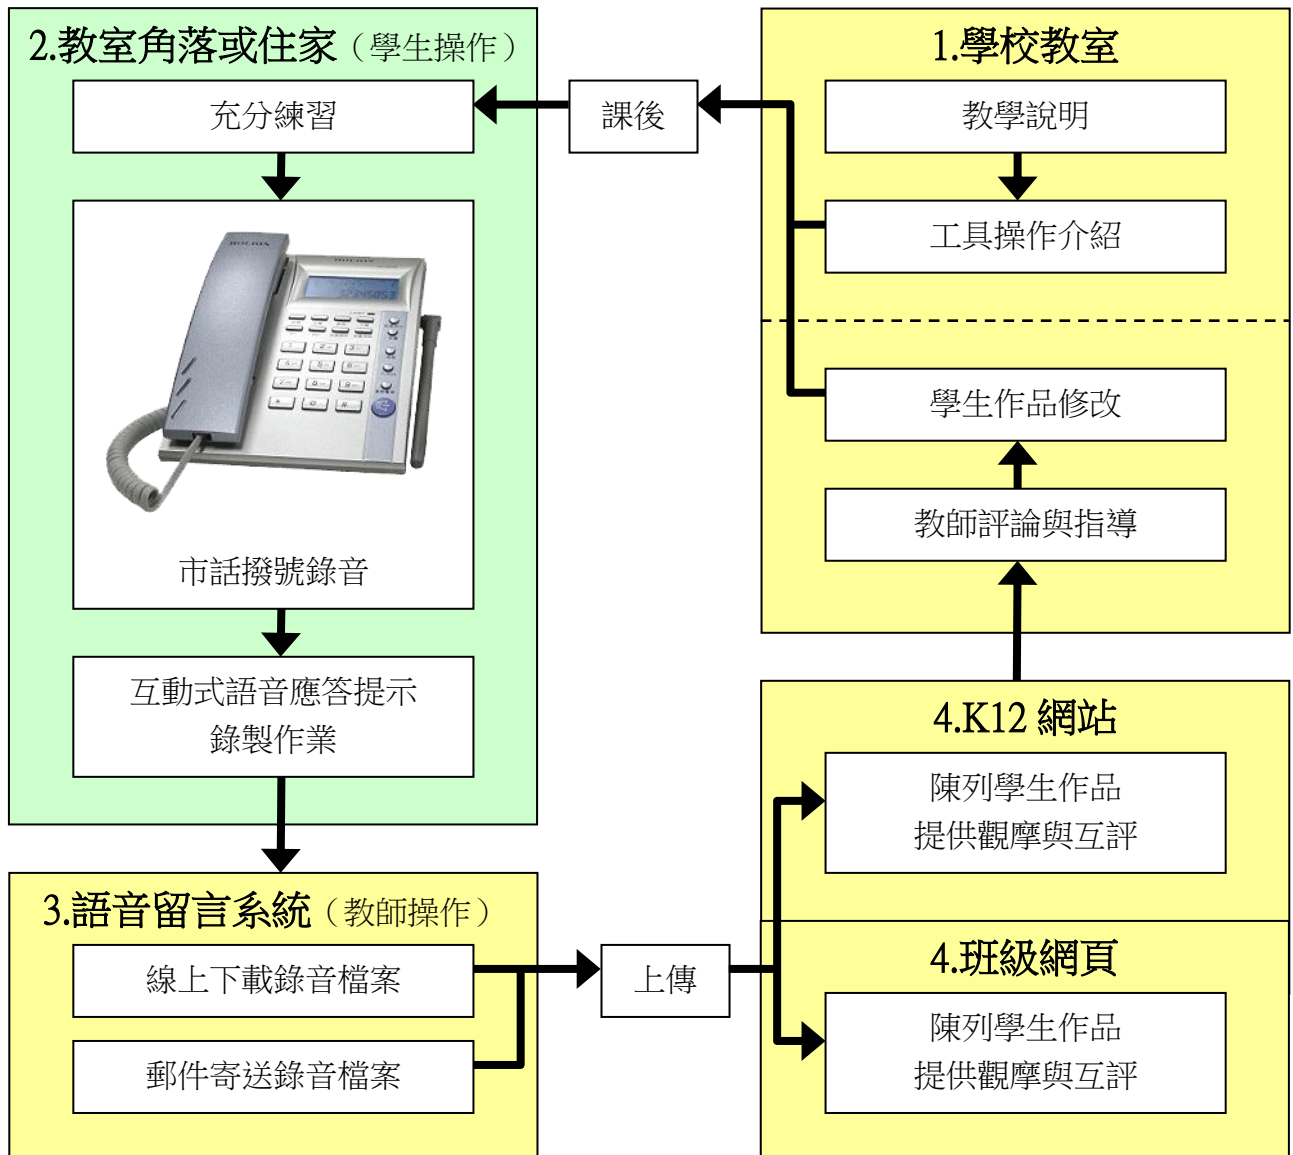 1.學校教室
教學說明
工具操作介紹
學生作品修改
教師評論與指導
課後
2.教室角落或住家（學生操作）
充分練習
市話撥號錄音
互動式語音應答提示
錄製作業
3.語音留言系統（教師操作）
線上下載錄音檔案
郵件寄送錄音檔案
上傳
4.K12 網站
陳列學生作品
提供觀摩與互評
4.班級網頁
陳列學生作品
提供觀摩與互評